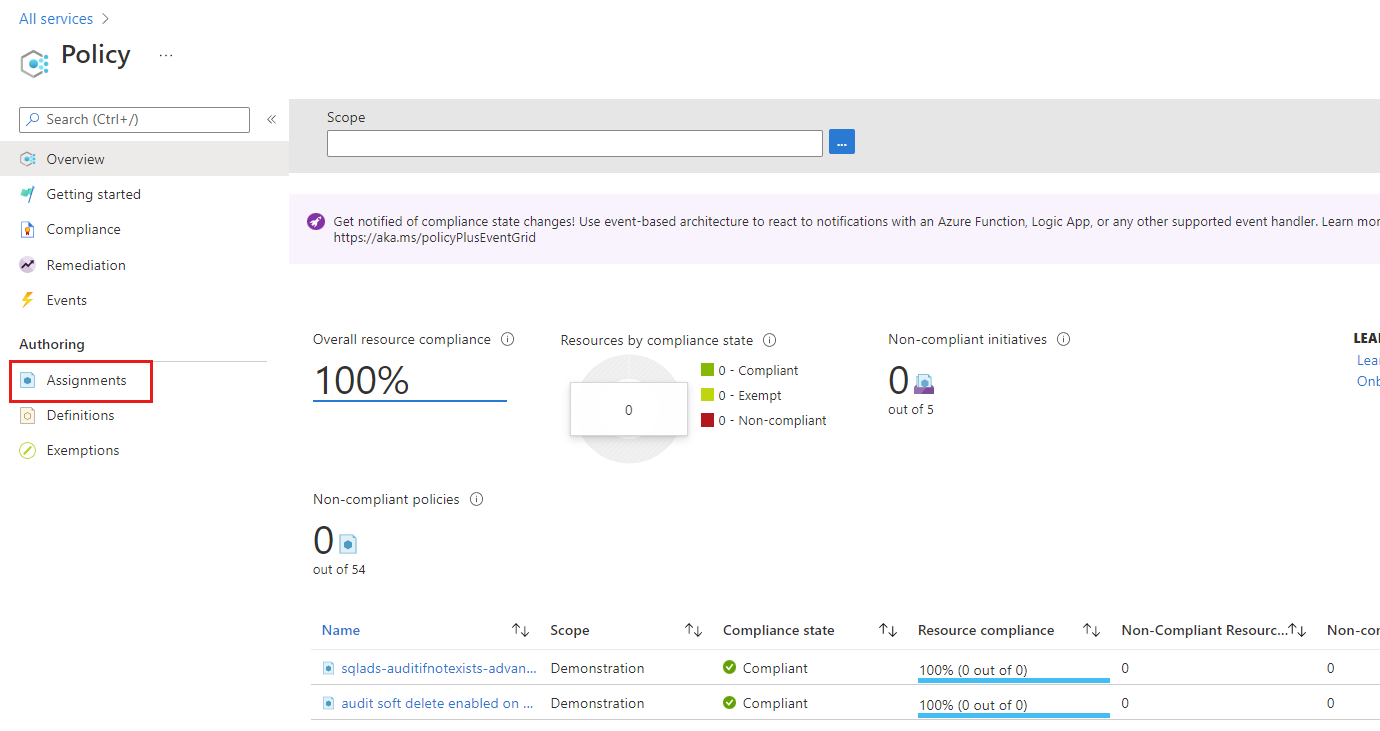 All services
Policy ...
Search (Ctrl+/)
Overview
Getting started
Compliance
Remediation
Events
Authoring
Assignments
Definitions
Exemptions
Scope
...
Get notified of compliance state changes! Use event-based architecture to react to notifications with an Azure Function, Logic App, or any other supported event handler. Learn mor
https://aka.ms/policyPlusEventGrid
Overall resource compliance
100%
Resources by compliance state
0
0 - Compliant
0 - Exempt
0 - Non-compliant
Non-compliant initiatives
0
out of 5
LEA
Lea
Onb
Non-compliant policies
0
out of 54
Name Scope Compliance state Resource compliance Non-Compliant Resourc... Non-co
sqlads-auditifnotexists-advan... Demonstration Compliant 100% (0 out of 0) 0 0
audit soft delete enabled on ... Demonstration Compliant 100% (0 out of 0) 0 0